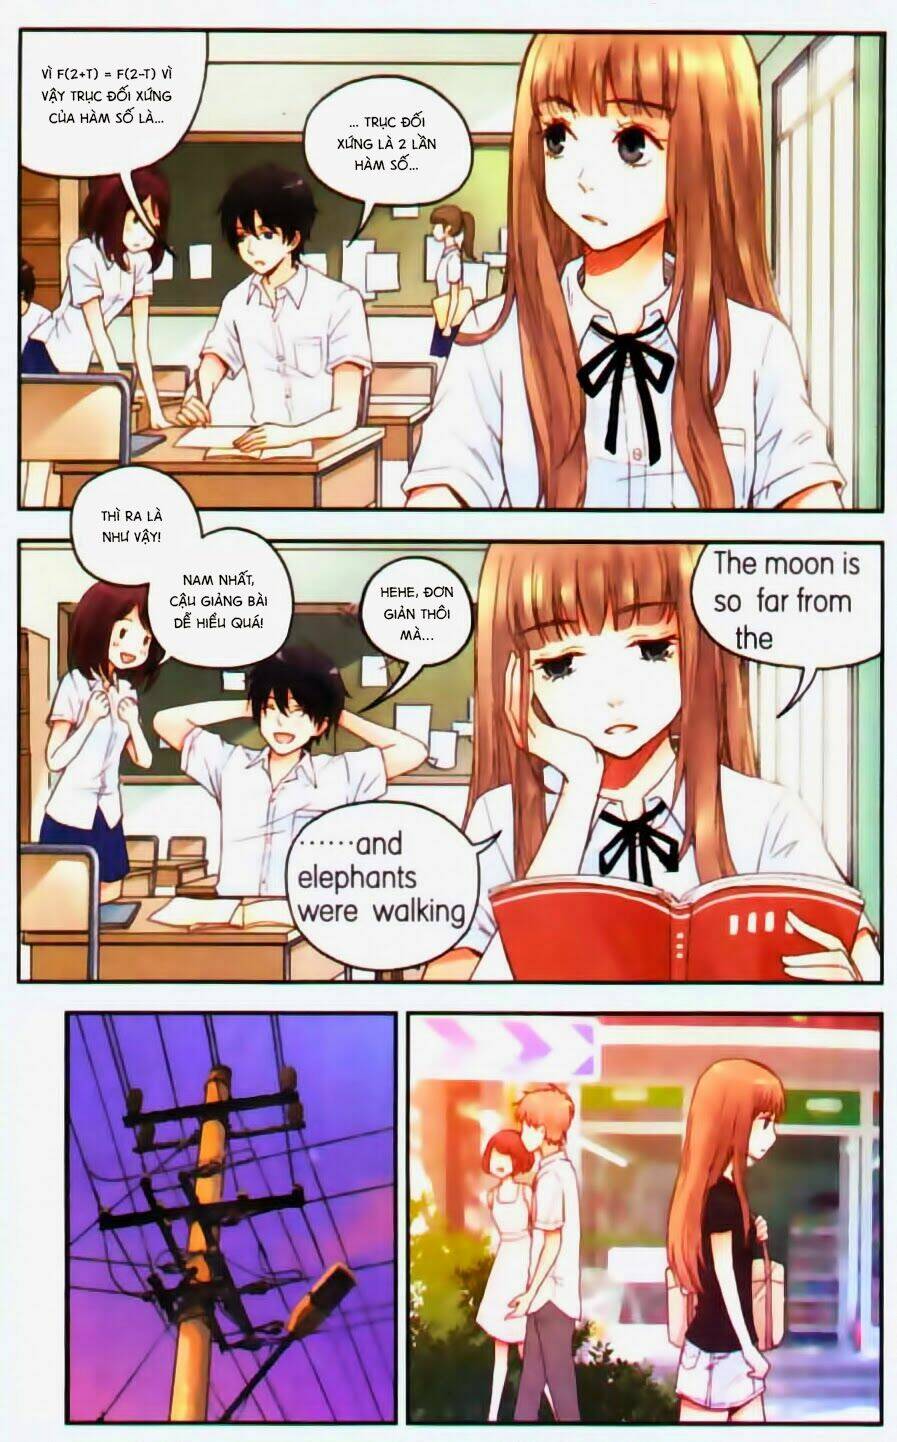 VÌ F(2+T) = F(2-T) VÌ
VẬY TRỤC ĐỐI XỨNG
CỦA HÀM SỐ LÀ...
... TRỤC ĐỐI
XỨNG LÀ 2 LẦN
HÀM SỐ...
THÌ RA LÀ
NHƯ VẬY!
NAM NHẤT,
CẬU GIẢNG BÀI
DỄ HIỂU QUÁ!
HEHE, ĐƠN
GIẢN THÔI
MÀ...
The moon is
so far from
the
······and
elephants
were walking